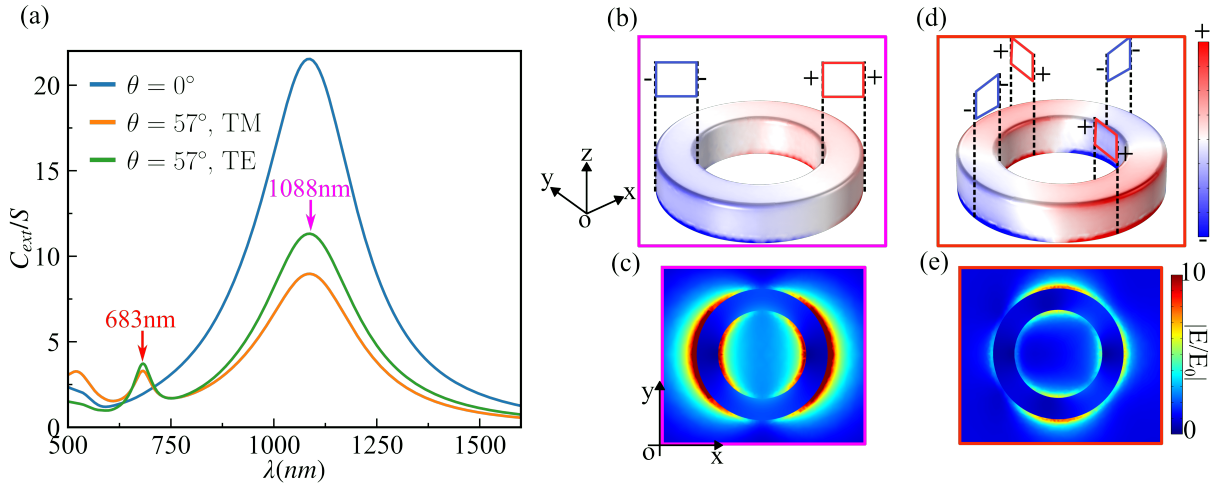 (a)
C_ext/S
20
15
10
5
0
θ = 0°
θ = 57°, TM
θ = 57°, TE
1088nm
683nm
500
750
1000
1250
1500
λ(nm)
(b)
- - + +
z
y
x
o
(d)
+
+
-
-
-
-
+
+
+
-
(c)
y
o
x
(e)
10
|E/E₀|
0